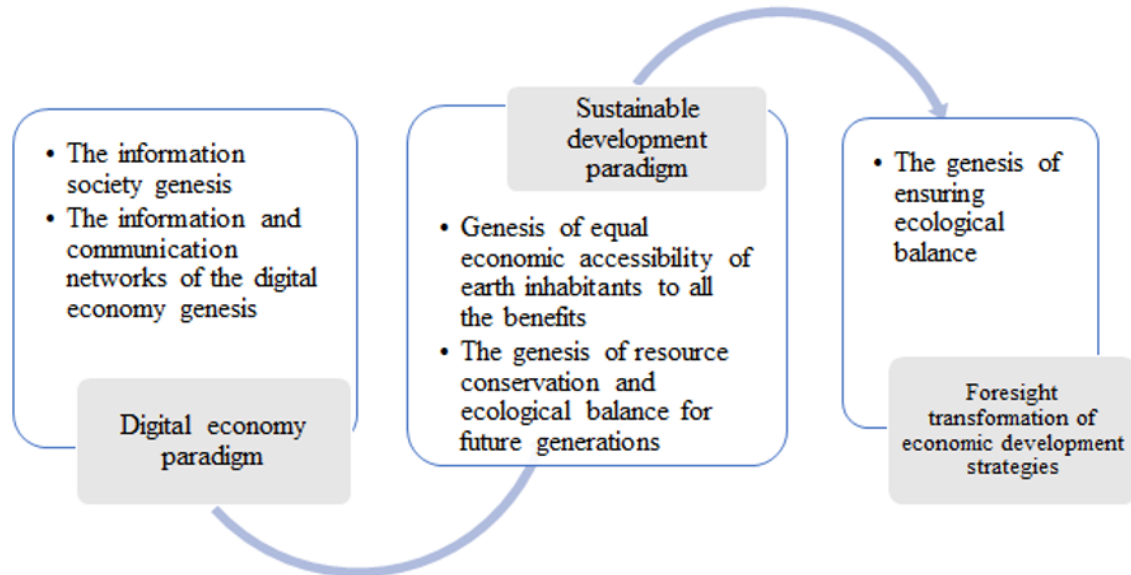 • The information
society genesis
• The information and
communication
networks of the digital
economy genesis
Digital economy
paradigm
Sustainable
development
paradigm
• Genesis of equal
economic accessibility of
earth inhabitants to all
the benefits
• The genesis of resource
conservation and
ecological balance for
future generations
• The genesis of
ensuring
ecological
balance
Foresight
transformation of
economic development
strategies